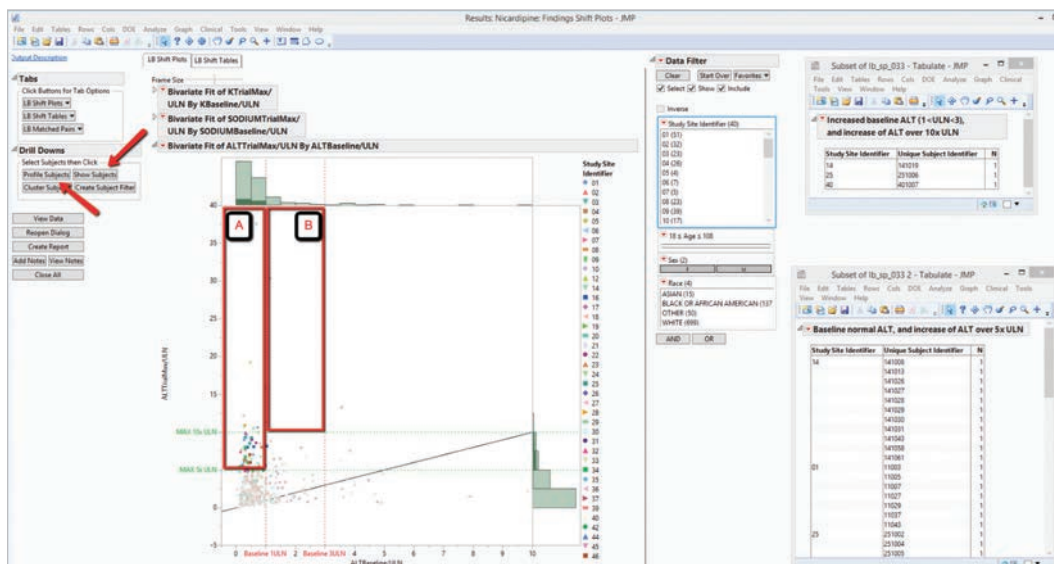 Results: Nicardipine: Findings Shift Plots - JMP
File Edit Tables Rows Cols DOE Analyze Graph Clinical Tools View Window Help
Output Description
Tabs
Click Buttons for Tab Options
LB Shift Plots
LB Shift Tables
LB Matched Pairs
Drill Downs
Select Subjects then Click
Profile Subjects Show Subjects
Cluster Create Subject Filter
View Data
Reopen Dialog
Create Report
Add Notes View Notes
Close All
LB Shift Plots LB Shift Tables
Frame Size
Bivariate Fit of KTrialMax/
ULN By KBaseline/ULN
Bivariate Fit of SODIUMTrialMax/
ULN By SODIUMBaseline/ULN
Bivariate Fit of ALTTrialMax/ULN By ALTBaseline/ULN
A
B
40
35
30
25
20
15
MAX 10x ULN
MAX 5x ULN
5
0
ALTTrialMax/ULN
0 Baseline 1ULN 2 Baseline 3ULN 4 5 6 7 8 9 10
ALTBaseline/ULN
Study Site
Identifier
01
02
03
04
05
06
07
08
09
10
12
14
16
17
18
19
20
21
22
23
24
25
26
27
28
29
30
31
32
33
34
35
36
37
39
40
42
44
45
46
Data Filter
Clear Start Over Favorites
Select Show Include
Inverse
Study Site Identifier (40)
01 (51)
02 (32)
03 (23)
04 (26)
05 (4)
06 (7)
07 (5)
08 (23)
09 (39)
10 (17)
18 ≤ Age ≤ 108
Sex (2)
F M
Race (4)
ASIAN (15)
BLACK OR AFRICAN AMERICAN (137
OTHER (50)
WHITE (699)
AND OR
Subset of lb_sp_033 - Tabulate - JMP
File Edit Tables Rows Cols DOE Analyze Graph Clinical
Tools View Window Help
Increased baseline ALT (1<ULN<3),
and increase of ALT over 10x ULN
Study Site Identifier Unique Subject Identifier N
14 141019 1
25 251006 1
40 401007 1
Subset of lb_sp_033 2 - Tabulate - JMP
File Edit Tables Rows Cols DOE Analyze Graph Clinical Tools
View Window Help
Baseline normal ALT, and increase of ALT over 5x ULN
Study Site Identifier Unique Subject Identifier N
14 141008 1
141013 1
141026 1
141027 1
141028 1
141029 1
141030 1
141031 1
141040 1
141058 1
141061 1
01 11003 1
11005 1
11007 1
11027 1
11029 1
11037 1
11043 1
25 251002 1
251004 1
251005 1